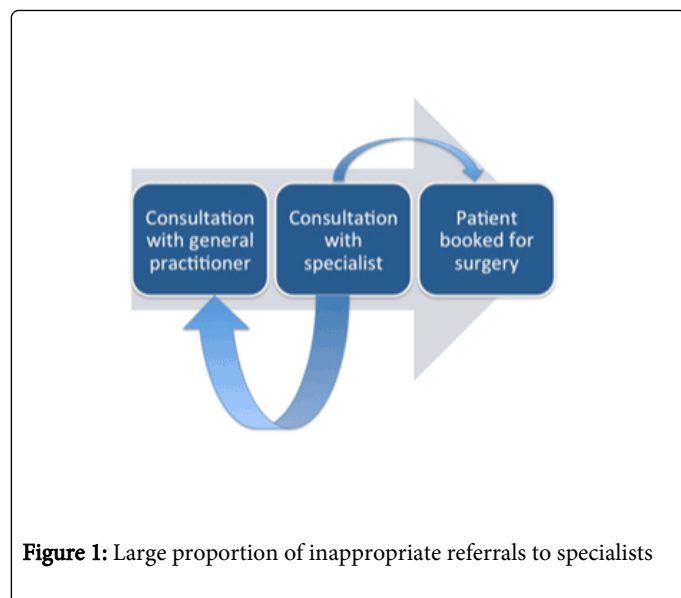 Consultation
with general
practitioner
Consultation
with
specialist
Patient
booked for
surgery
Figure 1: Large proportion of inappropriate referrals to specialists